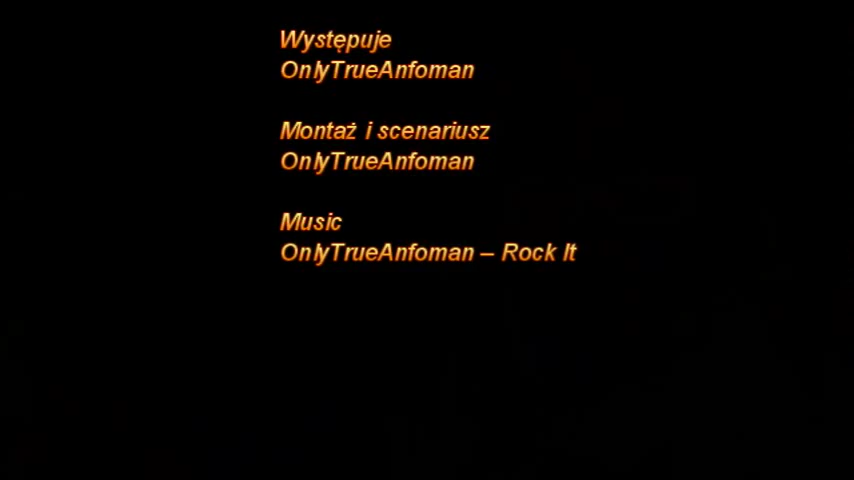 Występuje
OnlyTrueAnfoman
Montaż i scenariusz
OnlyTrueAnfoman
Music
OnlyTrueAnfoman – Rock It